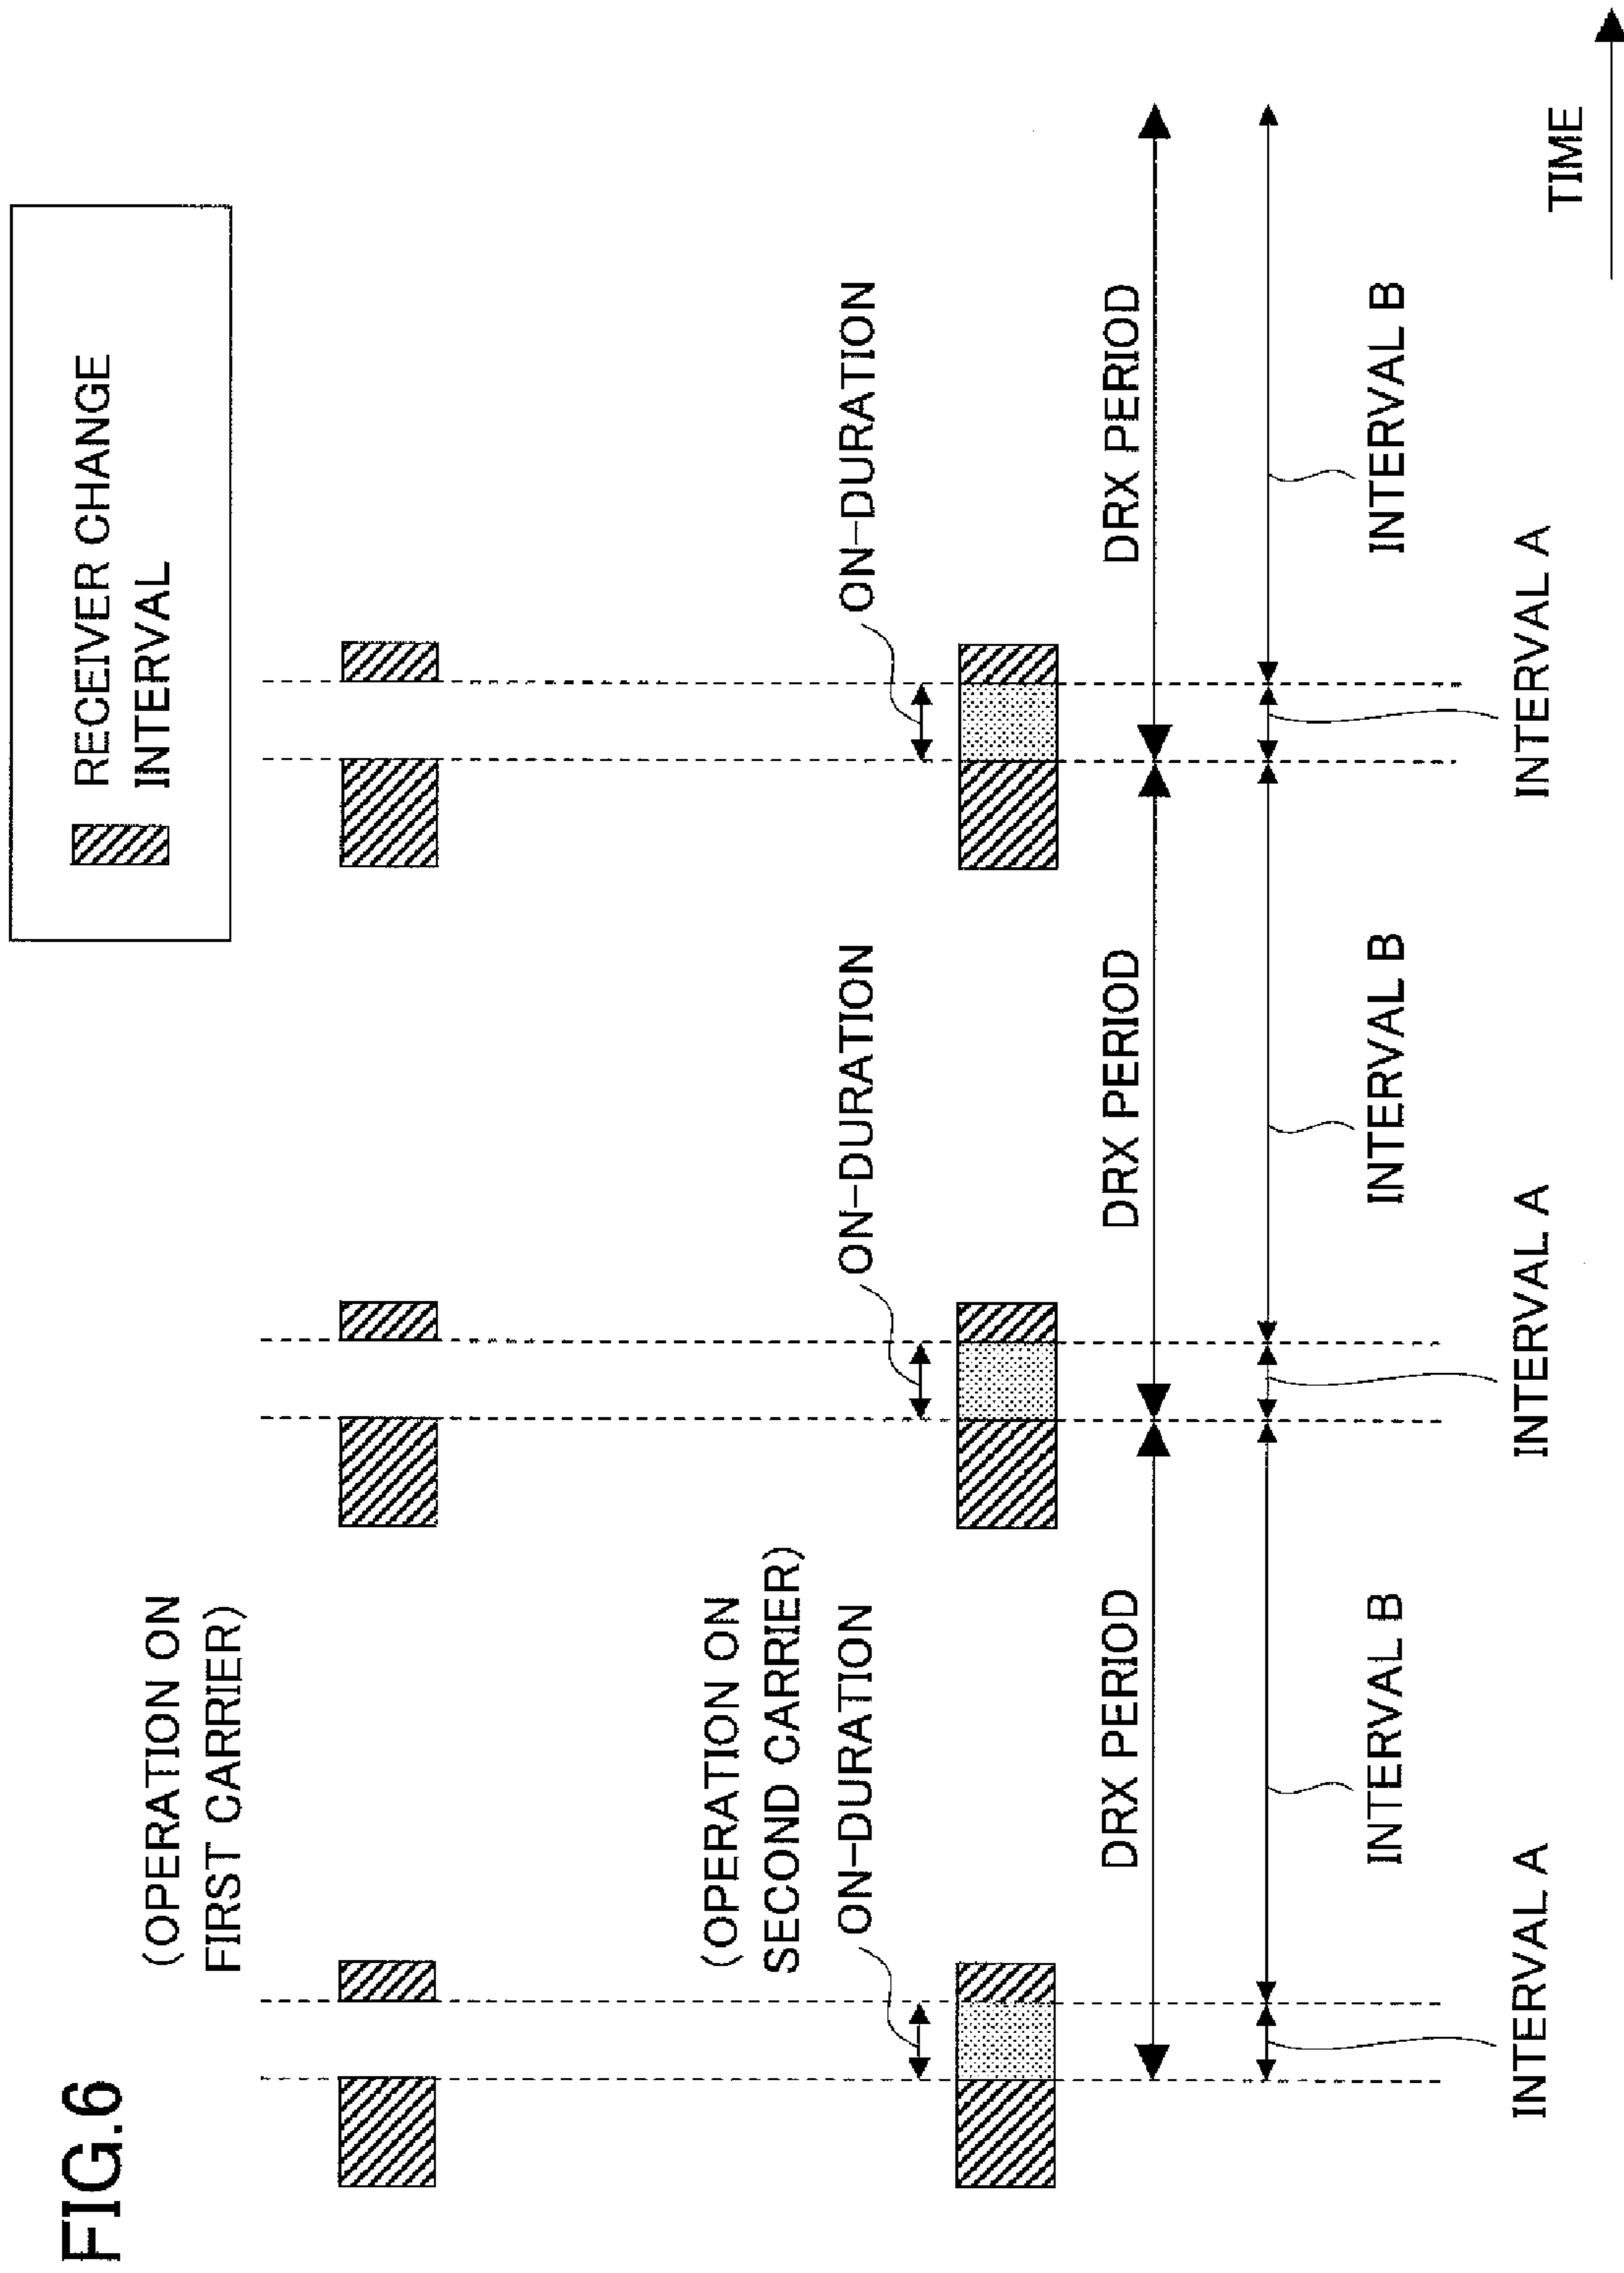 FIG.6
RECEIVER CHANGE
INTERVAL
(OPERATION ON
FIRST CARRIER)
(OPERATION ON
SECOND CARRIER)
ON-DURATION
ON-DURATION
ON-DURATION
DRX PERIOD
DRX PERIOD
DRX PERIOD
INTERVAL B
INTERVAL B
INTERVAL B
INTERVAL A
INTERVAL A
INTERVAL A
TIME